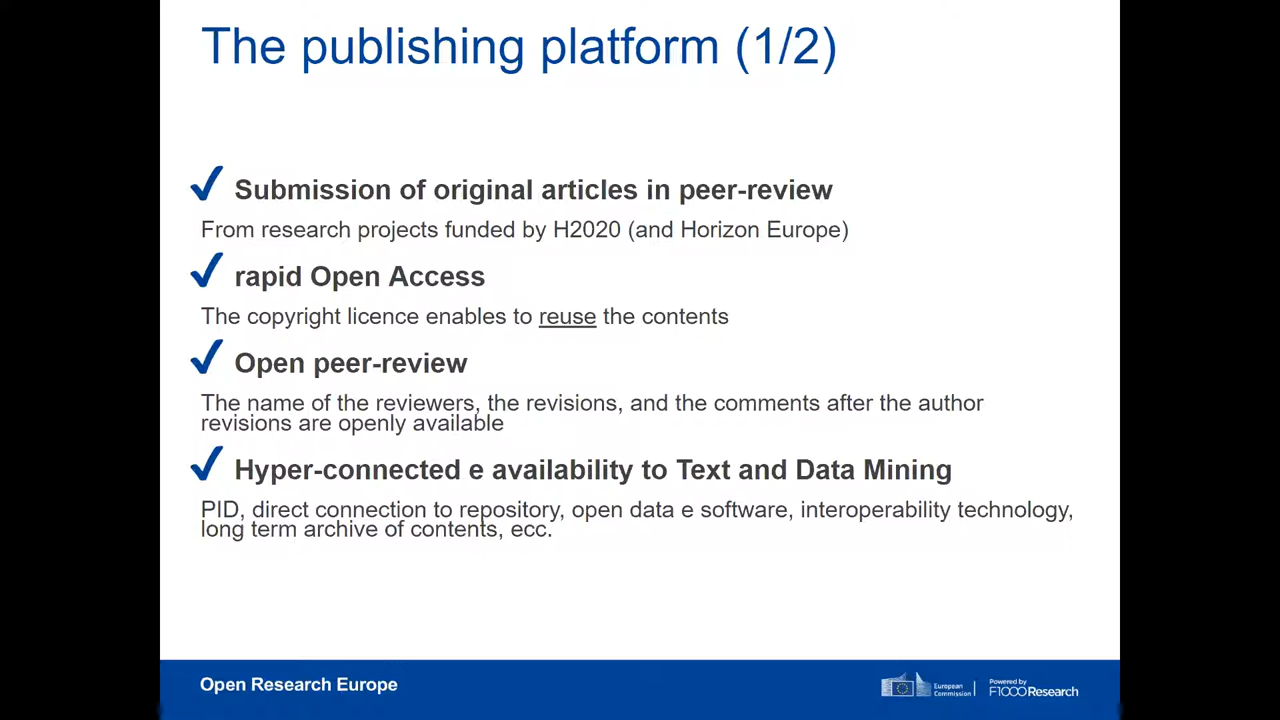 The publishing platform (1/2)
Submission of original articles in peer-review
From research projects funded by H2020 (and Horizon Europe)
rapid Open Access
The copyright licence enables to reuse the contents
Open peer-review
The name of the reviewers, the revisions, and the comments after the author
revisions are openly available
Hyper-connected e availability to Text and Data Mining
PID, direct connection to repository, open data e software, interoperability technology,
long term archive of contents, ecc.
Open Research Europe
European
Commission
Powered by
F1000Research